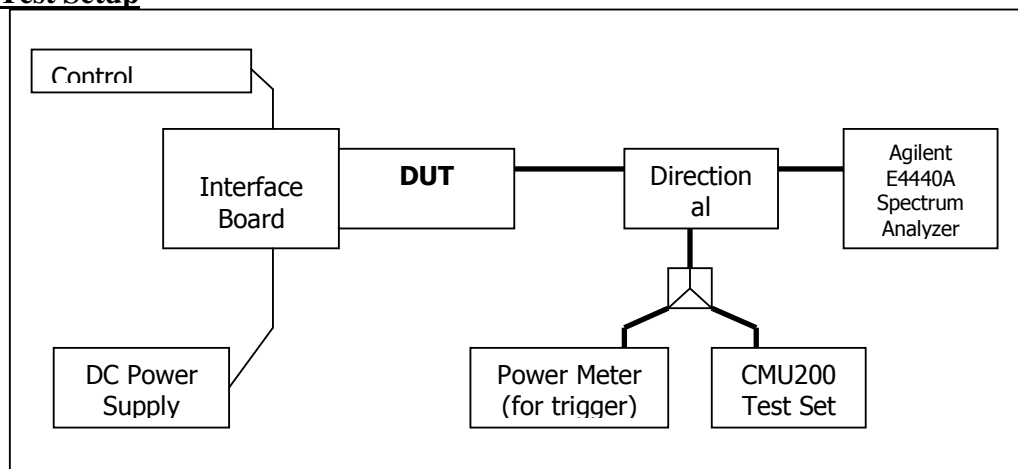 Test Setup
Control
Interface
Board
DUT
Direction
al
Agilent
E4440A
Spectrum
Analyzer
DC Power
Supply
Power Meter
(for trigger)
CMU200
Test Set